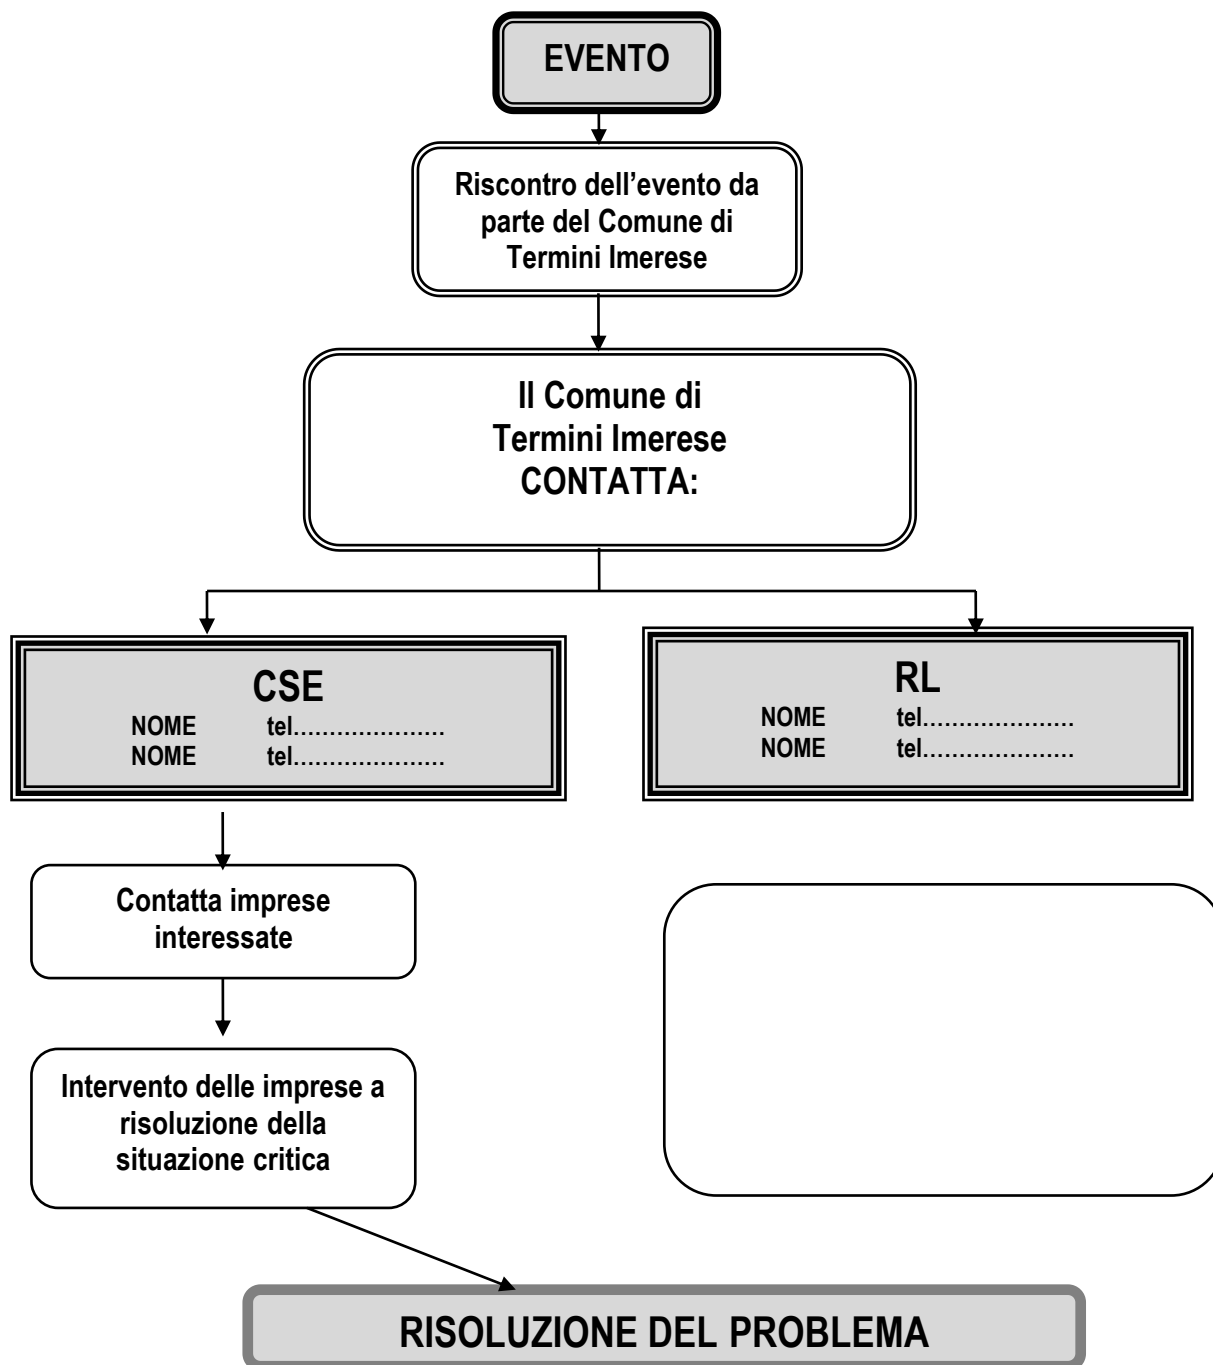 EVENTO
Riscontro dell’evento da
parte del Comune di
Termini Imerese
Il Comune di
Termini Imerese
CONTATTA:
CSE
NOME tel…………………
NOME tel…………………
RL
NOME tel…………………
NOME tel…………………
Contatta imprese
interessate
Intervento delle imprese a
risoluzione della
situazione critica
RISOLUZIONE DEL PROBLEMA